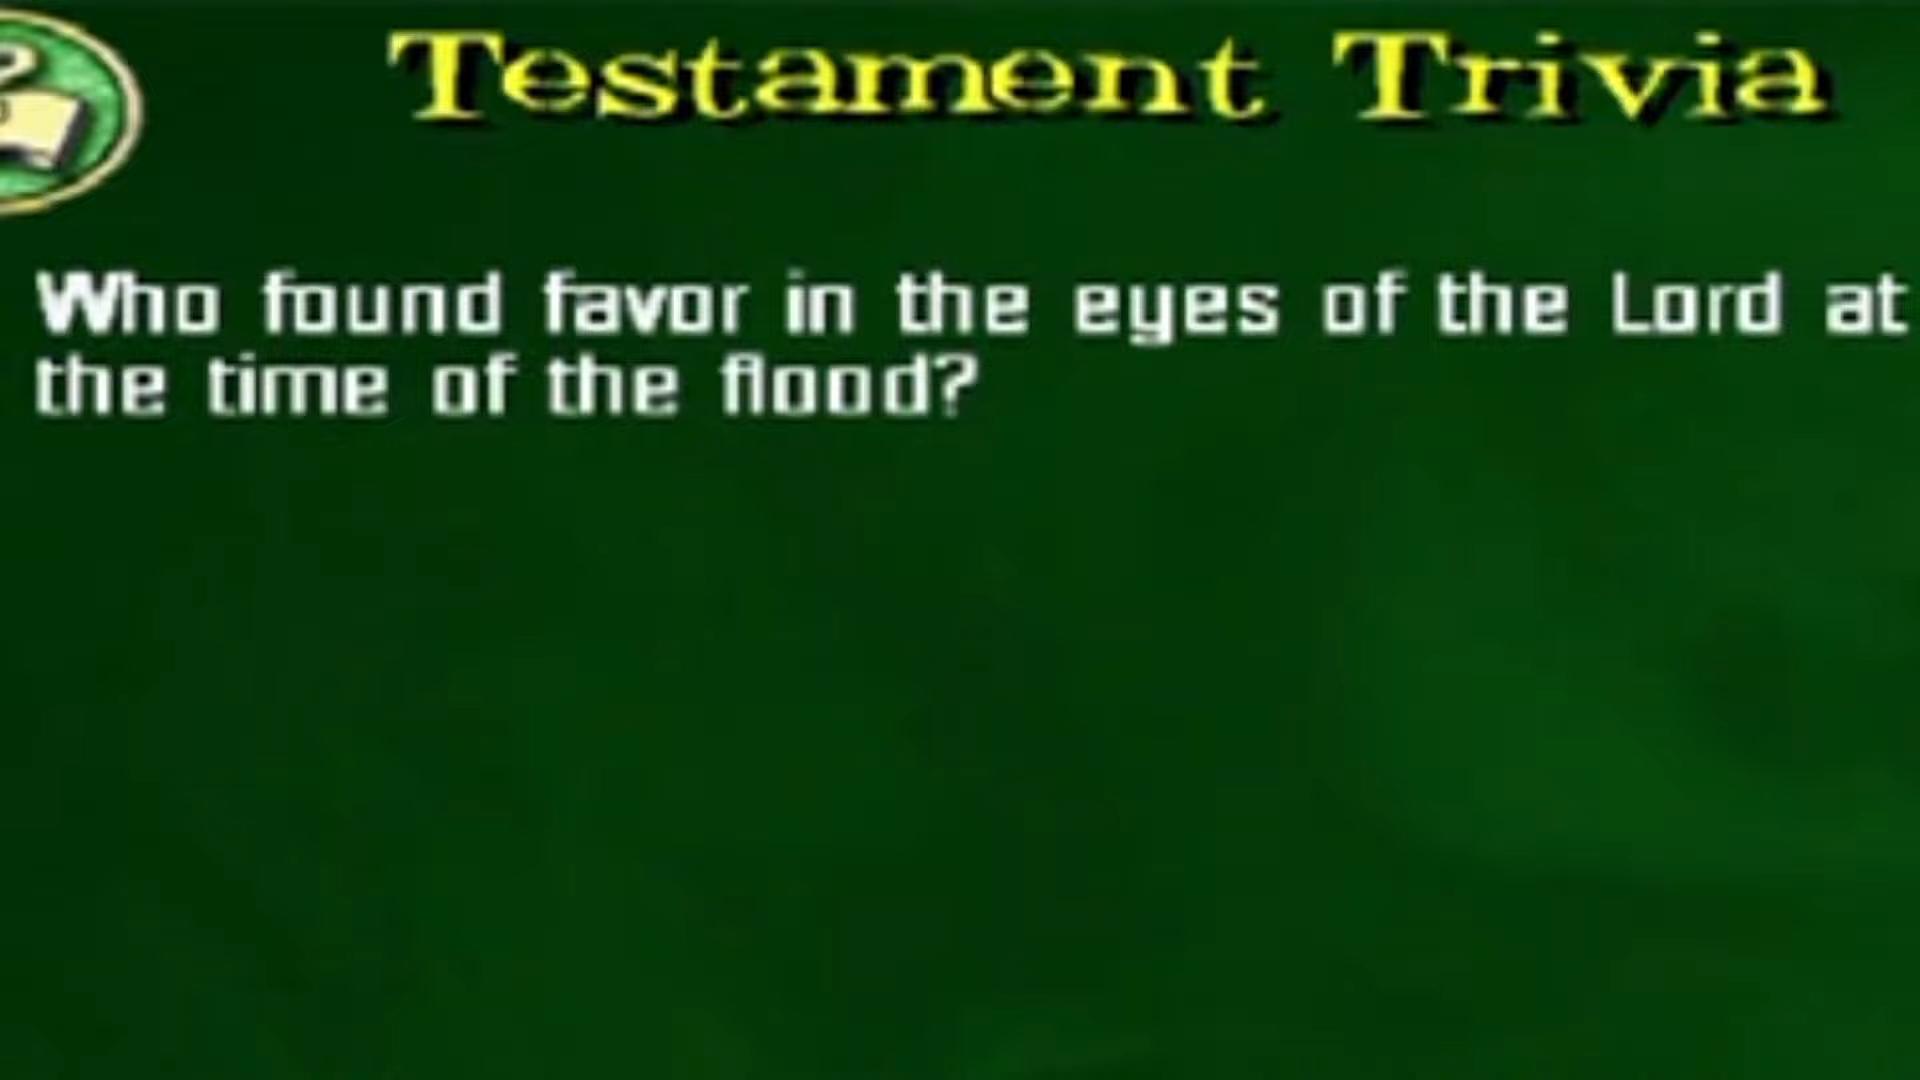 Testament Trivia
Who found favor in the eyes of the Lord at
the time of the flood?